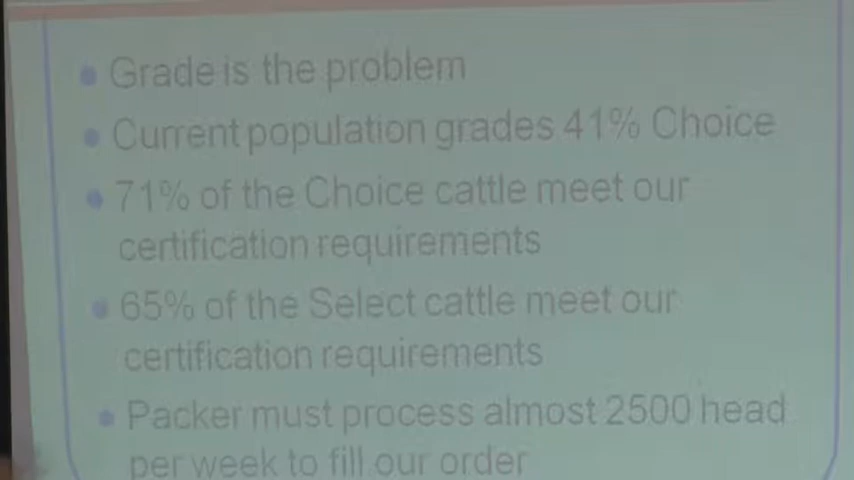 • Grade is the problem
• Current population grades 41% Choice
• 71% of the Choice cattle meet our
certification requirements
• 65% of the Select cattle meet our
certification requirements
• Packer must process almost 2500 head
per week to fill our order